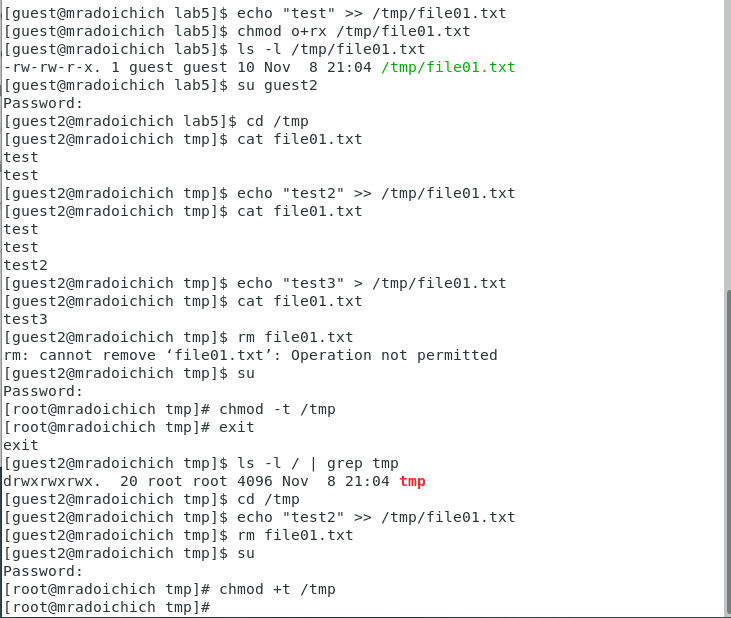 [guest@mradoichich lab5]$ echo "test" >> /tmp/file01.txt
[guest@mradoichich lab5]$ chmod o+rx /tmp/file01.txt
[guest@mradoichich lab5]$ ls -l /tmp/file01.txt
-rw-rw-r-x. 1 guest guest 10 Nov  8 21:04 /tmp/file01.txt
[guest@mradoichich lab5]$ su guest2
Password:
[guest2@mradoichich lab5]$ cd /tmp
[guest2@mradoichich tmp]$ cat file01.txt
test
test
[guest2@mradoichich tmp]$ echo "test2" >> /tmp/file01.txt
[guest2@mradoichich tmp]$ cat file01.txt
test
test
test2
[guest2@mradoichich tmp]$ echo "test3" > /tmp/file01.txt
[guest2@mradoichich tmp]$ cat file01.txt
test3
[guest2@mradoichich tmp]$ rm file01.txt
rm: cannot remove ‘file01.txt’: Operation not permitted
[guest2@mradoichich tmp]$ su
Password:
[root@mradoichich tmp]# chmod -t /tmp
[root@mradoichich tmp]# exit
exit
[guest2@mradoichich tmp]$ ls -l / | grep tmp
drwxrwxrwx.  20 root root 4096 Nov  8 21:04 tmp
[guest2@mradoichich tmp]$ cd /tmp
[guest2@mradoichich tmp]$ echo "test2" >> /tmp/file01.txt
[guest2@mradoichich tmp]$ rm file01.txt
[guest2@mradoichich tmp]$ su
Password:
[root@mradoichich tmp]# chmod +t /tmp
[root@mradoichich tmp]#